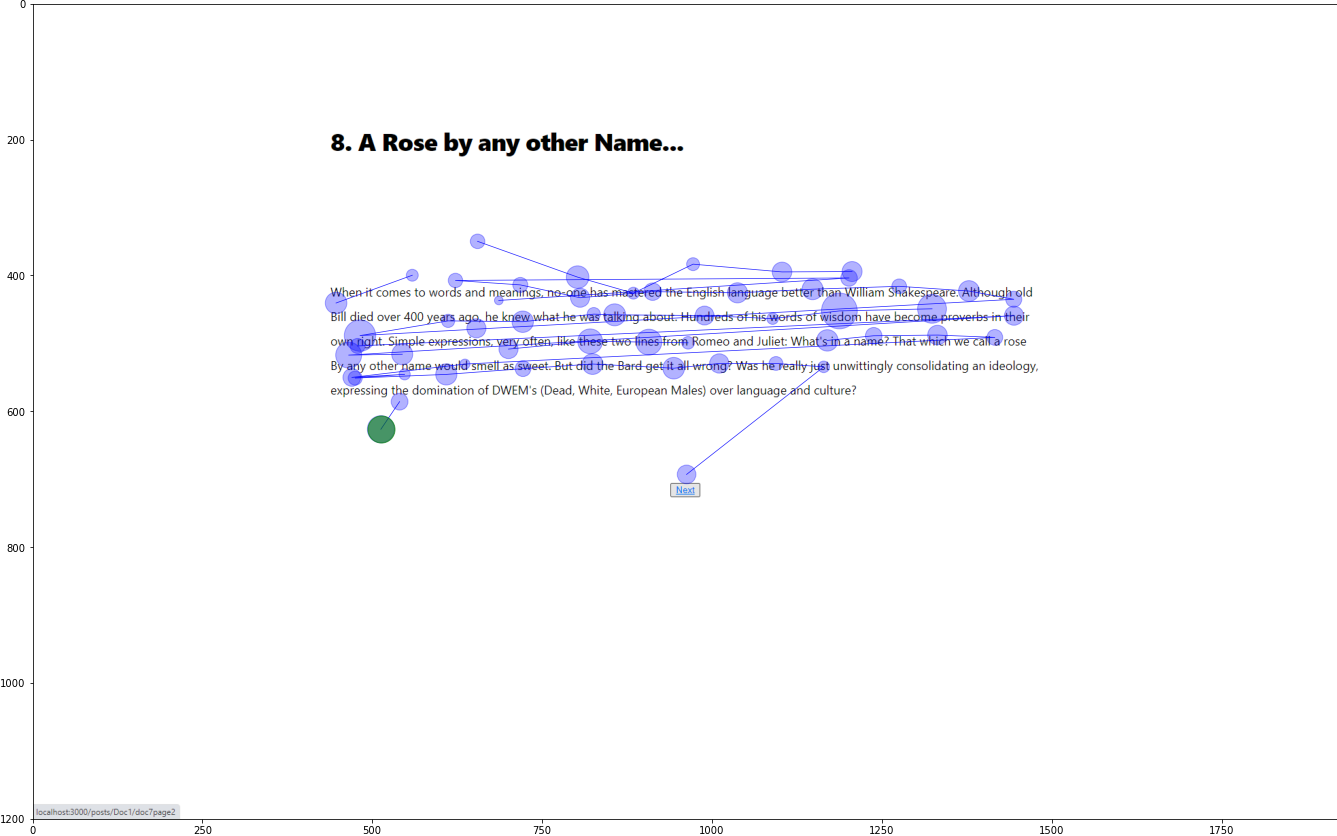 0
200
8. A Rose by any other Name...
400
When it comes to words and meanings, no-one has mastered the English language better than William Shakespeare. Although old
Bill died over 400 years ago, he knew what he was talking about. Hundreds of his words of wisdom have become proverbs in their
own right. Simple expressions, very often, like these two lines from Romeo and Juliet: What's in a name? That which we call a rose
By any other name would smell as sweet. But did the Bard get it all wrong? Was he really just unwittingly consolidating an ideology,
expressing the domination of DWEM's (Dead, White, European Males) over language and culture?
600
Next
800
1000
localhost:3000/posts/Doc1/doc7page2
1200
0 250 500 750 1000 1250 1500 1750